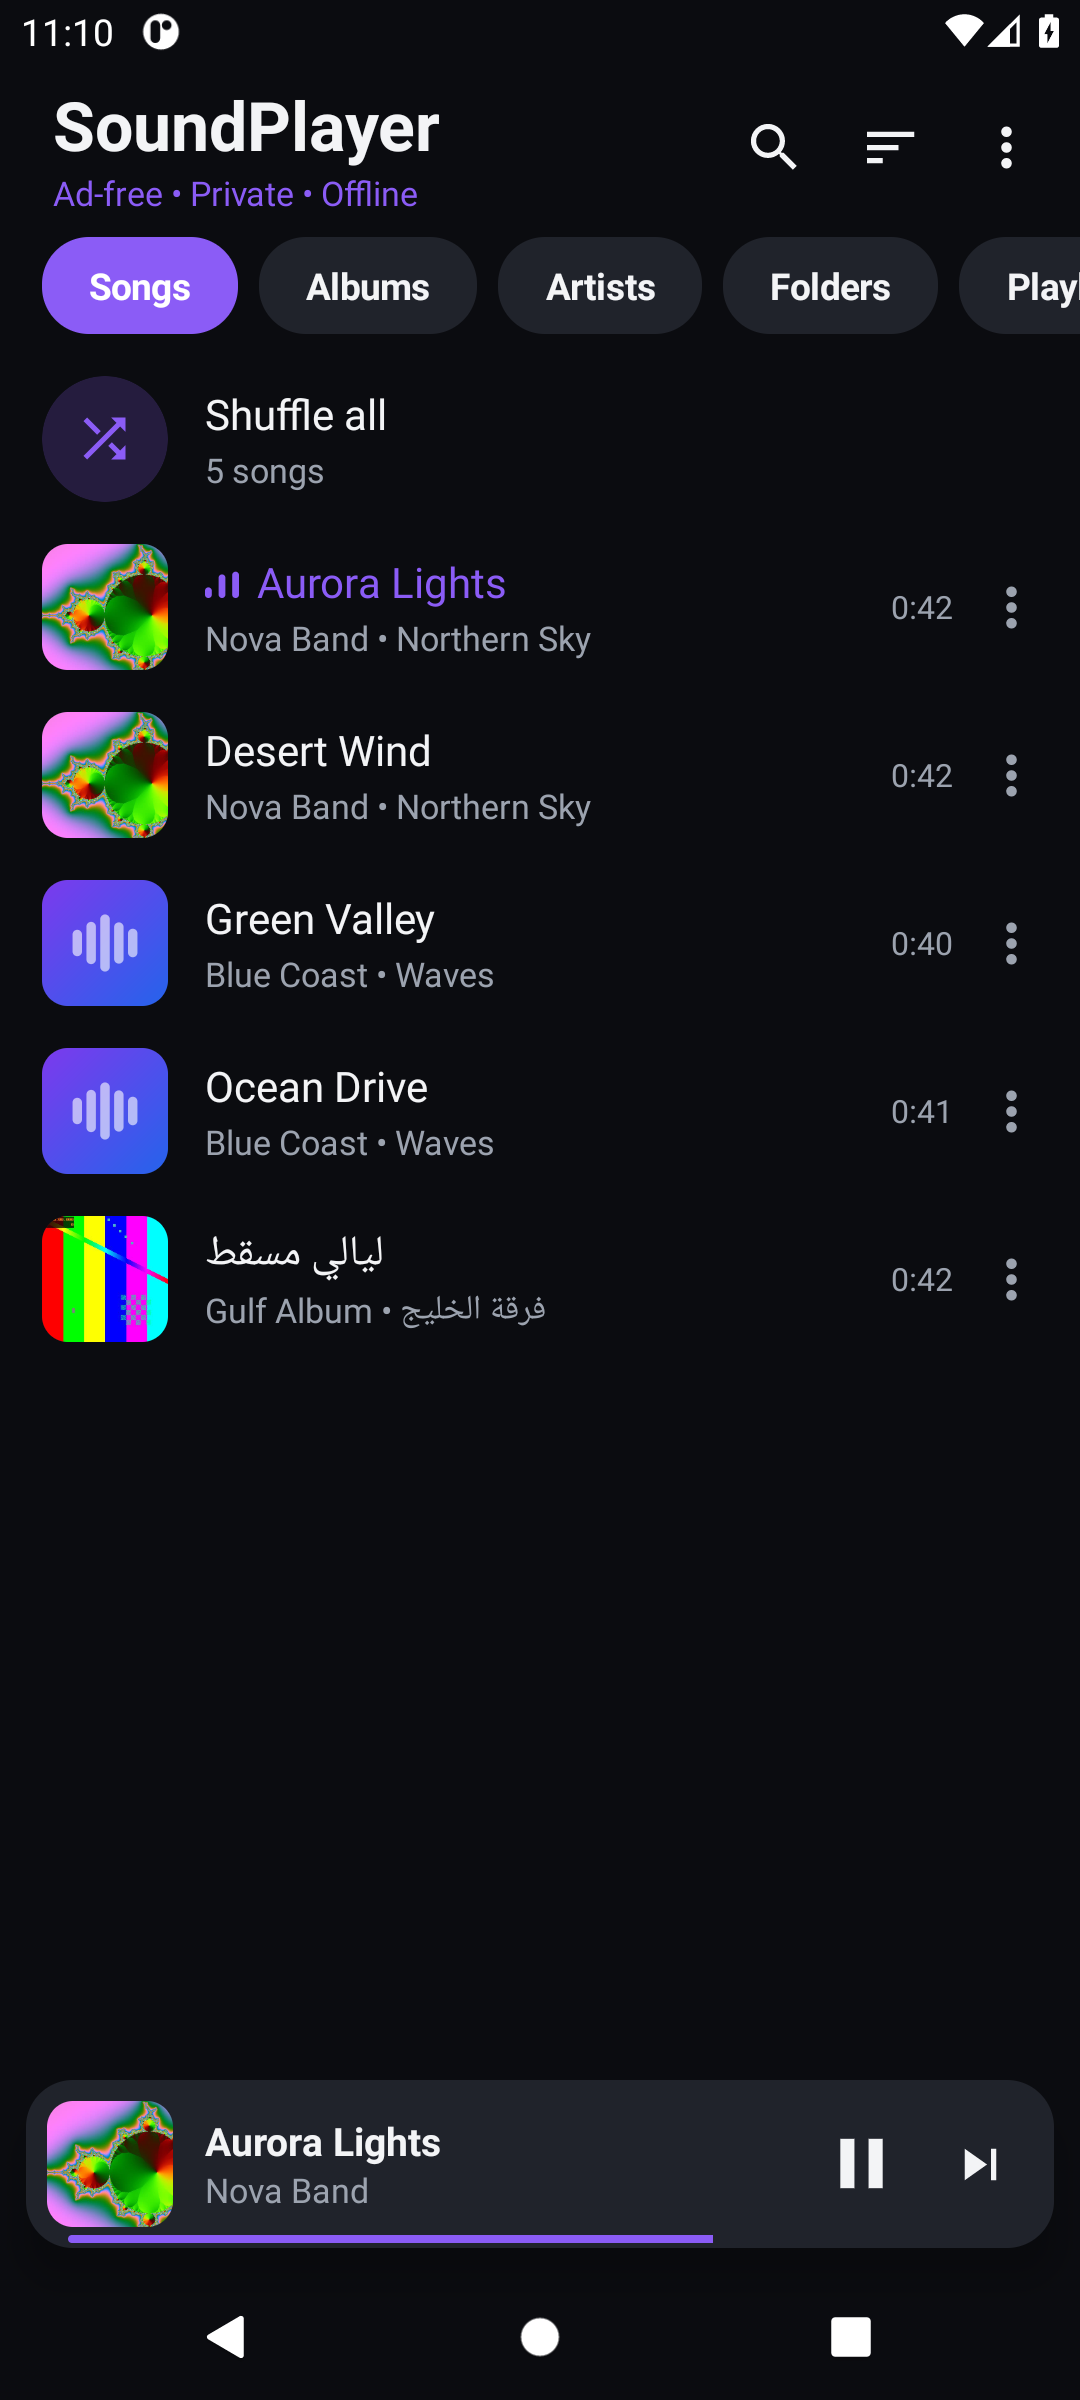 11:10
SoundPlayer
Ad-free • Private • Offline
Songs Albums Artists Folders Playl
Shuffle all
5 songs
Aurora Lights
Nova Band • Northern Sky
0:42
Desert Wind
Nova Band • Northern Sky
0:42
Green Valley
Blue Coast • Waves
0:40
Ocean Drive
Blue Coast • Waves
0:41
ليالي مسقط
Gulf Album • فرقة الخليج
0:42
Aurora Lights
Nova Band